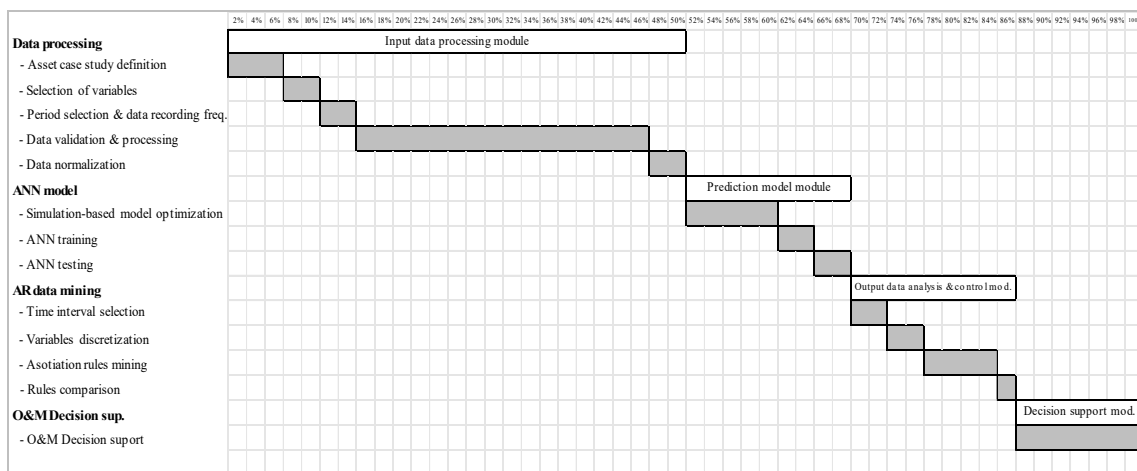 2% 4% 6% 8% 10% 12% 14% 16% 18% 20% 22% 24% 26% 28% 30% 32% 34% 36% 38% 40% 42% 44% 46% 48% 50% 52% 54% 56% 58% 60% 62% 64% 66% 68% 70% 72% 74% 76% 78% 80% 82% 84% 86% 88% 90% 92% 94% 96% 98% 100
Data processing Input data processing module
- Asset case study definition
- Selection of variables
- Period selection & data recording freq.
- Data validation & processing
- Data normalization
ANN model Prediction model module
- Simulation-based model optimization
- ANN training
- ANN testing
AR data mining Output data analysis & control mod.
- Time interval selection
- Variables discretization
- Asotiation rules mining
- Rules comparison
O&M Decision sup. Decision support mod.
- O&M Decision suport